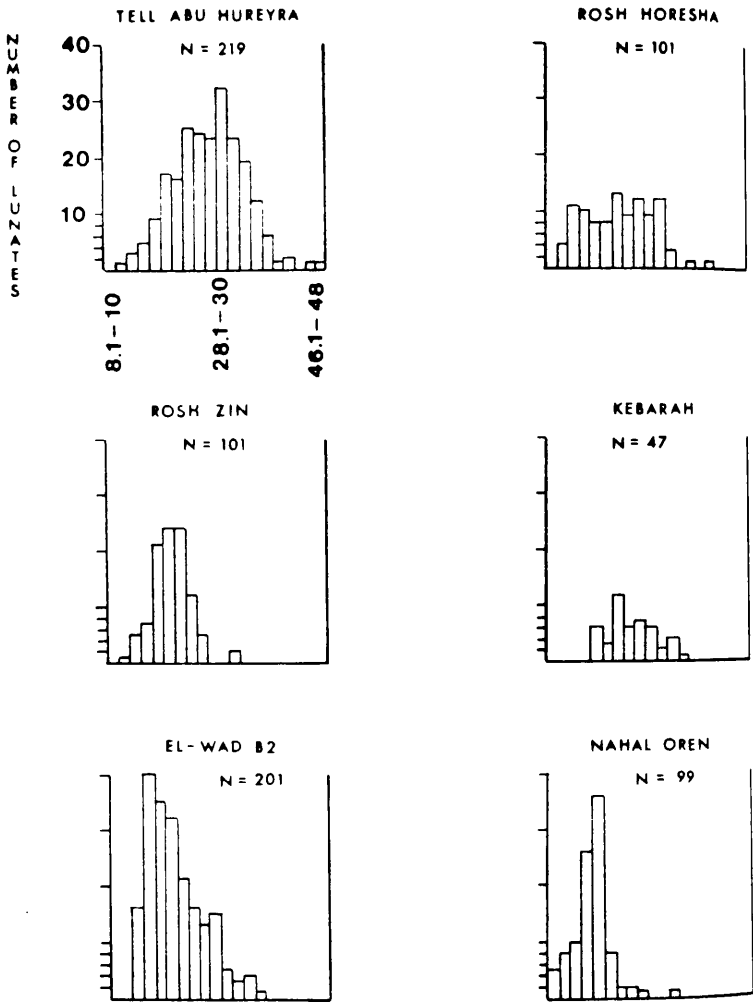 TELL ABU HUREYRA
N = 219
NUMBER OF LUNATES
40
30
20
10
8.1–10
28.1–30
46.1–48
ROSH HORESHA
N = 101
ROSH ZIN
N = 101
KEBARAH
N = 47
EL-WAD B2
N = 201
NAHAL OREN
N = 99